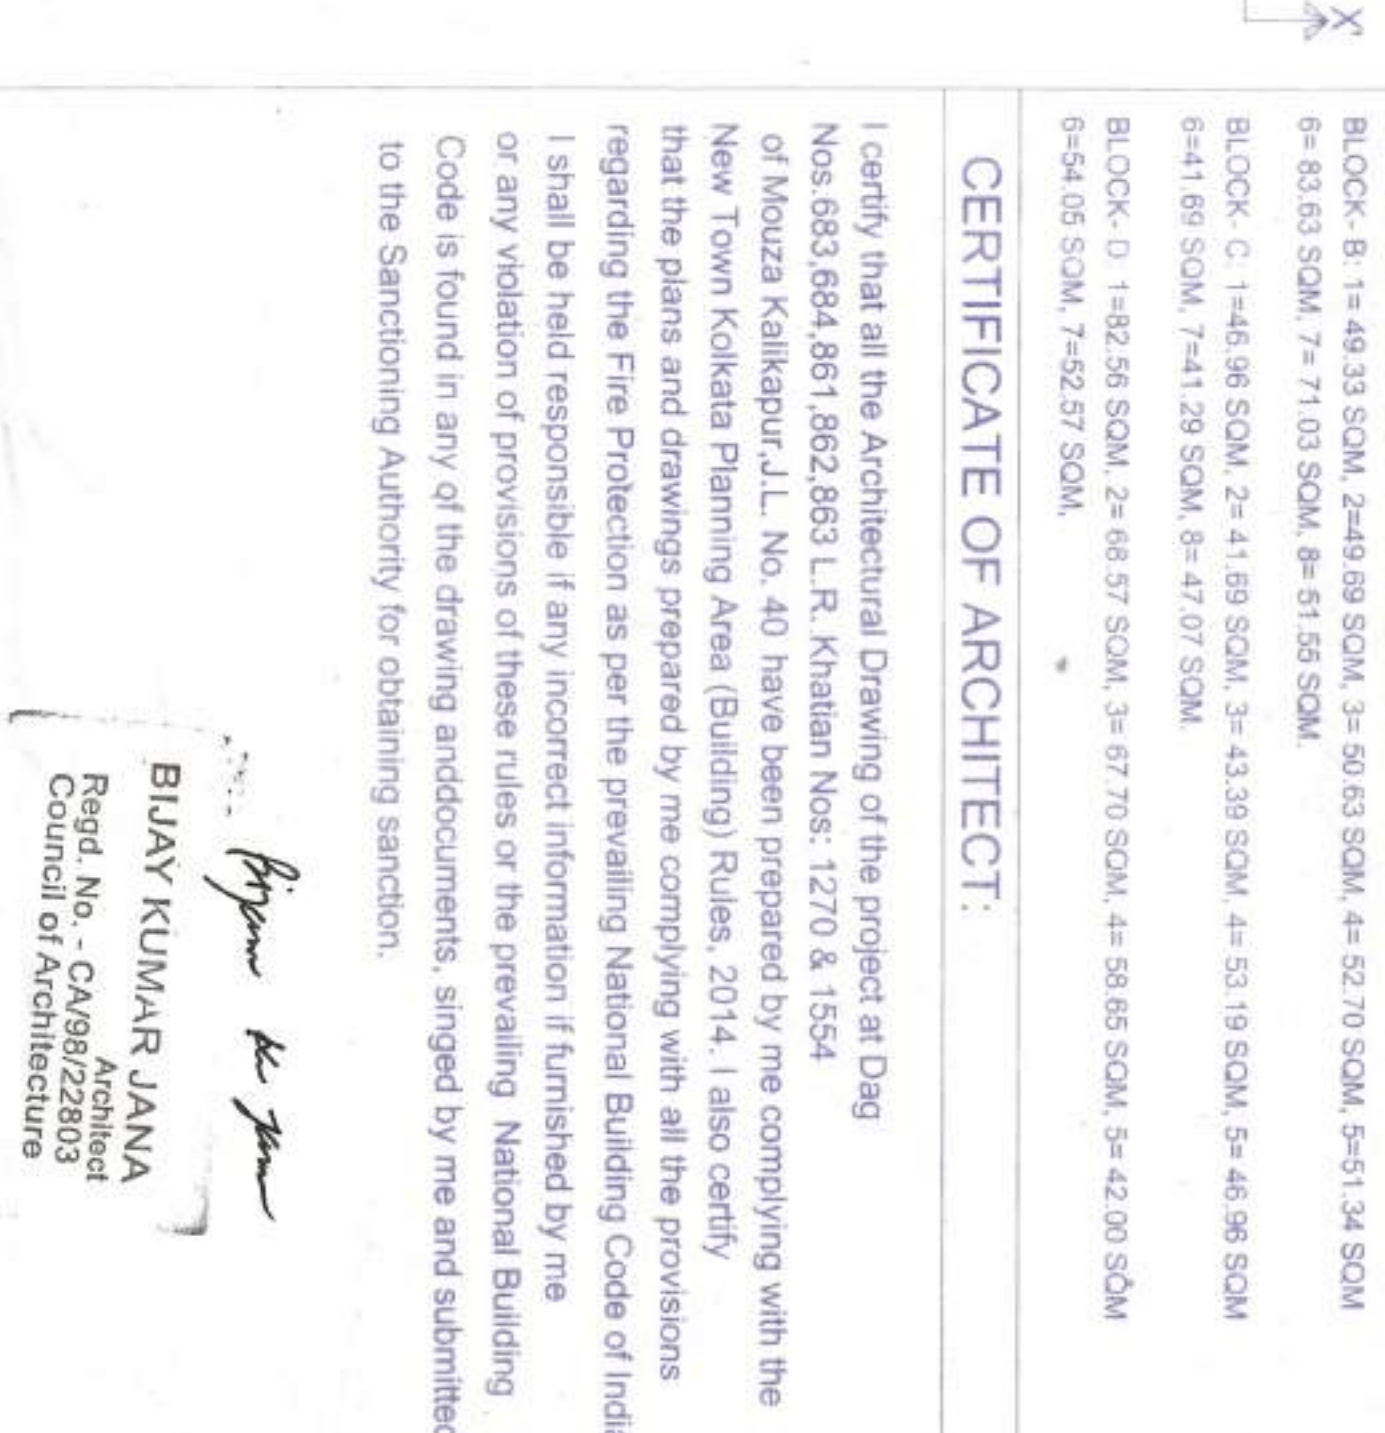 X'
BLOCK- B: 1= 49.33 SQM, 2=49.69 SQM, 3= 50.63 SQM, 4= 52.70 SQM, 5=51.34 SQM
6= 83.63 SQM, 7= 71.03 SQM, 8= 51.55 SQM.
BLOCK- C: 1=46.96 SQM, 2= 41.69 SQM, 3= 43.39 SQM, 4= 53.19 SQM, 5= 46.96 SQM
6=41.69 SQM, 7=41.29 SQM, 8= 47.07 SQM.
BLOCK- D: 1=82.56 SQM, 2= 68.57 SQM, 3= 67.70 SQM, 4= 58.65 SQM, 5= 42.00 SQM
6=54.05 SQM, 7=52.57 SQM,
CERTIFICATE OF ARCHITECT:
I certify that all the Architectural Drawing of the project at Dag
Nos.683,684,861,862,863 L.R. Khatian Nos: 1270 & 1554
of Mouza Kalikapur,J.L. No. 40 have been prepared by me complying with the
New Town Kolkata Planning Area (Building) Rules, 2014. I also certify
that the plans and drawings prepared by me complying with all the provisions
regarding the Fire Protection as per the prevailing National Building Code of India
I shall be held responsible if any incorrect information if furnished by me
or any violation of provisions of these rules or the prevailing National Building
Code is found in any of the drawing anddocuments, singed by me and submitted
to the Sanctioning Authority for obtaining sanction.
Bijay Kr Jana
BIJAY KUMAR JANA
Architect
Regd. No. - CA/98/22803
Council of Architecture